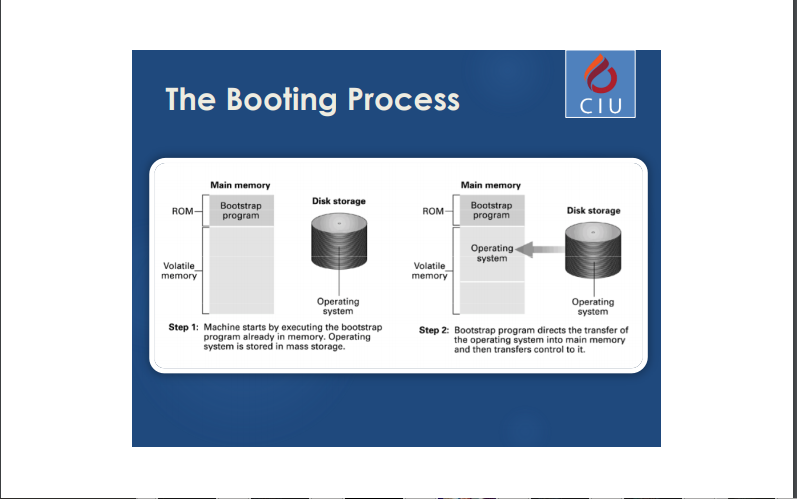 The Booting Process
CIU
Main memory
ROM
Bootstrap
program
Volatile
memory
Disk storage
Operating
system
Step 1: Machine starts by executing the bootstrap
program already in memory. Operating
system is stored in mass storage.
Main memory
ROM
Bootstrap
program
Operating
system
Volatile
memory
Disk storage
Operating
system
Step 2: Bootstrap program directs the transfer of
the operating system into main memory
and then transfers control to it.